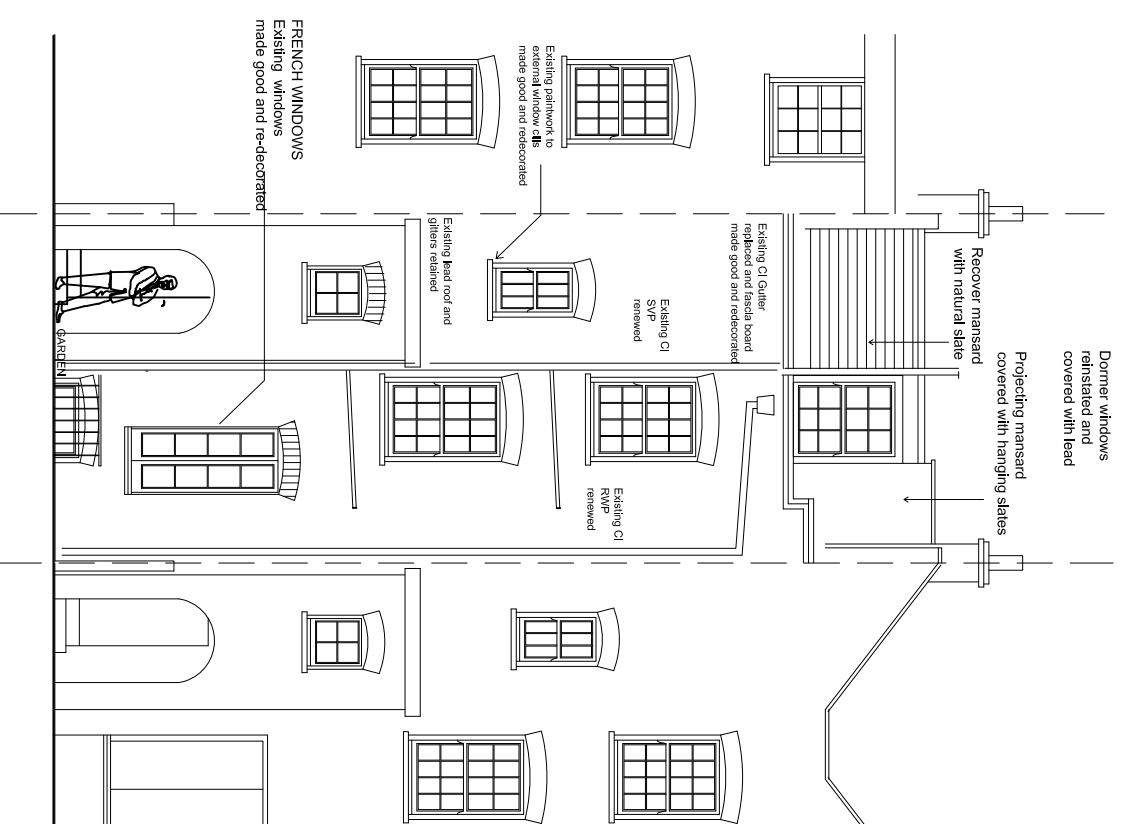 Dormer windows
reinstated and
covered with lead
Projecting mansard
covered with hanging slates
Recover mansard
with natural slate
Existing CI Gutter
replaced and fascia board
made good and redecorated
Existing CI
SVP
renewed
Existing CI
RWP
renewed
Existing paintwork to
external window cills
made good and redecorated
Existing lead roof and
gitters retained
FRENCH WINDOWS
Existing windows
made good and re-decorated
GARDEN